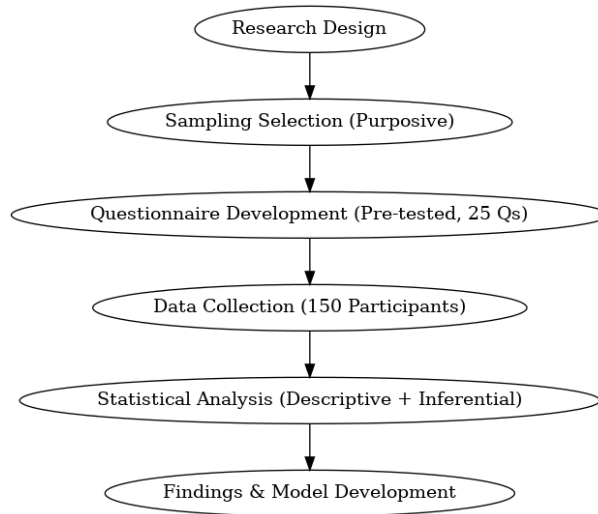 Research Design
Sampling Selection (Purposive)
Questionnaire Development (Pre-tested, 25 Qs)
Data Collection (150 Participants)
Statistical Analysis (Descriptive + Inferential)
Findings & Model Development